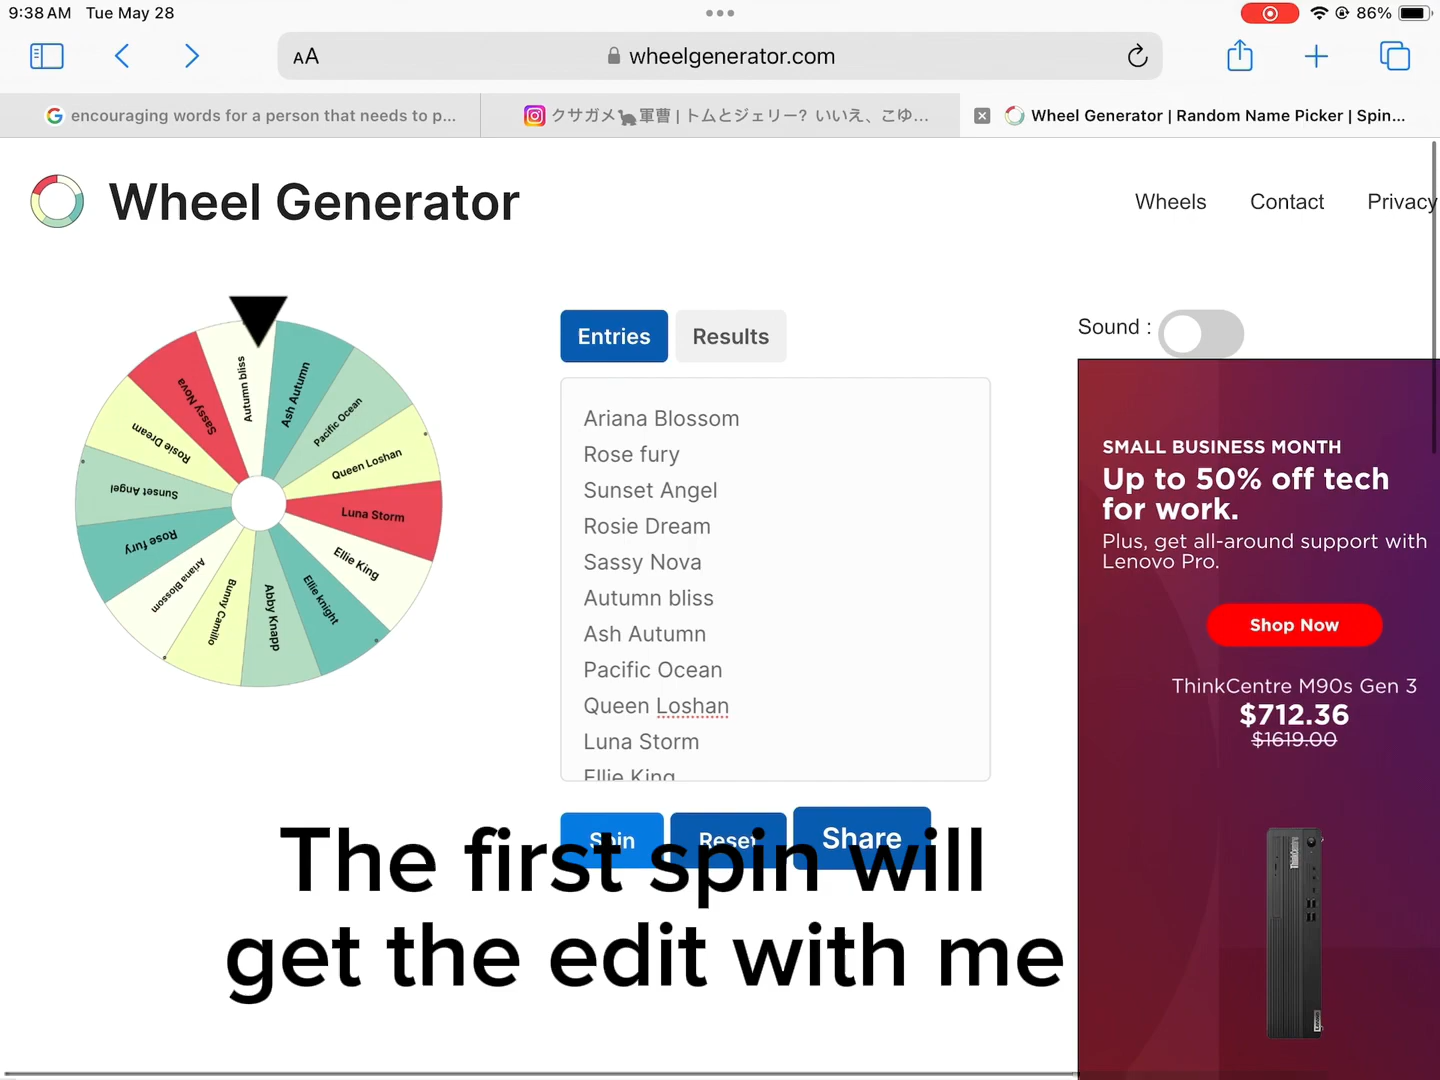 9:38 AM Tue May 28
86%
AA
wheelgenerator.com
encouraging words for a person that needs to p...
クサガメ🐢軍曹 | トムとジェリー？いいえ、こゆ...
Wheel Generator | Random Name Picker | Spin...
Wheel Generator
Wheels Contact Privacy
Autumn bliss
Ash Autumn
Pacific Ocean
Queen Loshan
Luna Storm
Ellie King
Ellie knight
Abby Knapp
Bunny Camillo
Ariana Blossom
Rose fury
Sunset Angel
Rosie Dream
Sassy Nova
Entries Results
Ariana Blossom
Rose fury
Sunset Angel
Rosie Dream
Sassy Nova
Autumn bliss
Ash Autumn
Pacific Ocean
Queen Loshan
Luna Storm
Ellie King
Spin Reset Share
The first spin will
get the edit with me
Sound :
SMALL BUSINESS MONTH
Up to 50% off tech
for work.
Plus, get all-around support with
Lenovo Pro.
Shop Now
ThinkCentre M90s Gen 3
$712.36
$1619.00
ThinkCentre
Lenovo